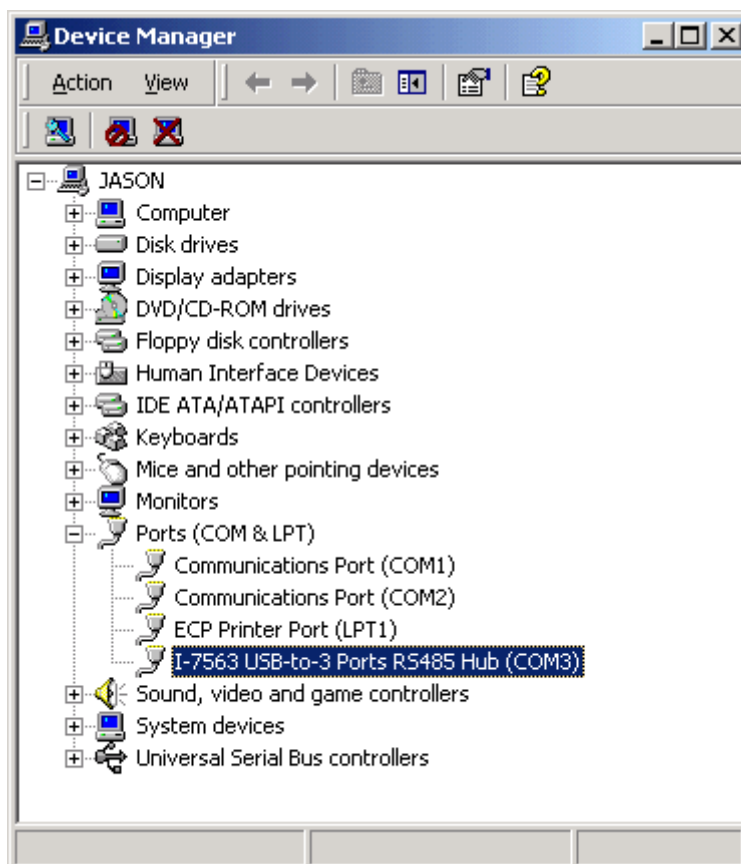 Device Manager
Action View
JASON
Computer
Disk drives
Display adapters
DVD/CD-ROM drives
Floppy disk controllers
Human Interface Devices
IDE ATA/ATAPI controllers
Keyboards
Mice and other pointing devices
Monitors
Ports (COM & LPT)
Communications Port (COM1)
Communications Port (COM2)
ECP Printer Port (LPT1)
I-7563 USB-to-3 Ports RS485 Hub (COM3)
Sound, video and game controllers
System devices
Universal Serial Bus controllers